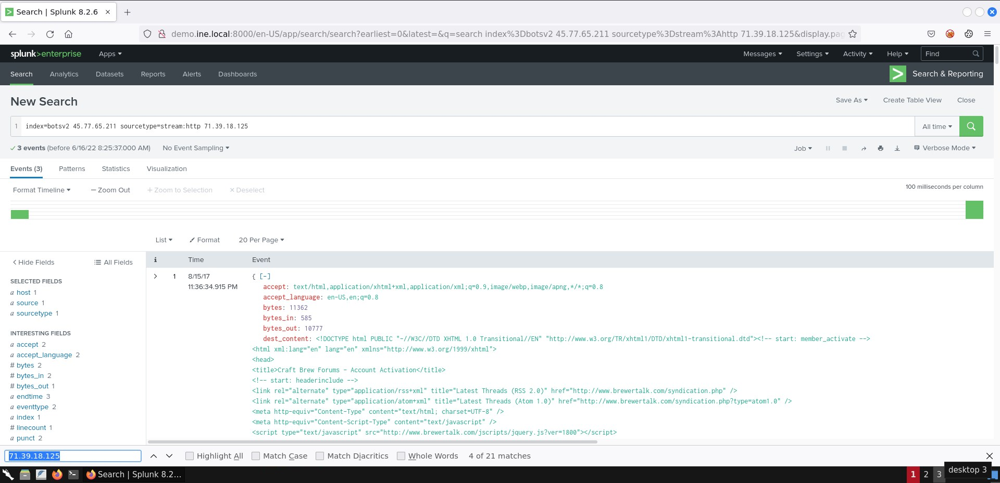 Search | Splunk 8.2.6
demo.ine.local:8000/en-US/app/search/search?earliest=0&latest=&q=search index%3Dbotsv2 45.77.65.211 sourcetype%3Dstream%3Ahttp 71.39.18.125&display.pag
splunk>enterprise Apps Messages Settings Activity Help Find
Search Analytics Datasets Reports Alerts Dashboards Search & Reporting
New Search Save As Create Table View Close
1 index=botsv2 45.77.65.211 sourcetype=stream:http 71.39.18.125 All time
✓ 3 events (before 6/16/22 8:25:37.000 AM) No Event Sampling Job Verbose Mode
Events (3) Patterns Statistics Visualization
Format Timeline — Zoom Out + Zoom to Selection × Deselect 100 milliseconds per column
List Format 20 Per Page
< Hide Fields All Fields
i Time Event
SELECTED FIELDS
a host 1
a source 1
a sourcetype 1
INTERESTING FIELDS
a accept 2
a accept_language 2
# bytes 2
# bytes_in 2
# bytes_out 1
a endtime 3
a eventtype 2
a index 1
# linecount 1
a punct 2
> 1 8/15/17
11:36:34.915 PM
{ [-]
accept: text/html,application/xhtml+xml,application/xml;q=0.9,image/webp,image/apng,*/*;q=0.8
accept_language: en-US,en;q=0.8
bytes: 11362
bytes_in: 585
bytes_out: 10777
dest_content: <!DOCTYPE html PUBLIC "-//W3C//DTD XHTML 1.0 Transitional//EN" "http://www.w3.org/TR/xhtml1/DTD/xhtml1-transitional.dtd"><!-- start: member_activate -->
<html xml:lang="en" lang="en" xmlns="http://www.w3.org/1999/xhtml">
<head>
<title>Craft Brew Forums - Account Activation</title>
<!-- start: headerinclude -->
<link rel="alternate" type="application/rss+xml" title="Latest Threads (RSS 2.0)" href="http://www.brewertalk.com/syndication.php" />
<link rel="alternate" type="application/atom+xml" title="Latest Threads (Atom 1.0)" href="http://www.brewertalk.com/syndication.php?type=atom1.0" />
<meta http-equiv="Content-Type" content="text/html; charset=UTF-8" />
<meta http-equiv="Content-Script-Type" content="text/javascript" />
<script type="text/javascript" src="http://www.brewertalk.com/jscripts/jquery.js?ver=1800"></script>
71.39.18.125 Highlight All Match Case Match Diacritics Whole Words 4 of 21 matches
Search | Splunk 8.2... 1 2 3 desktop 3